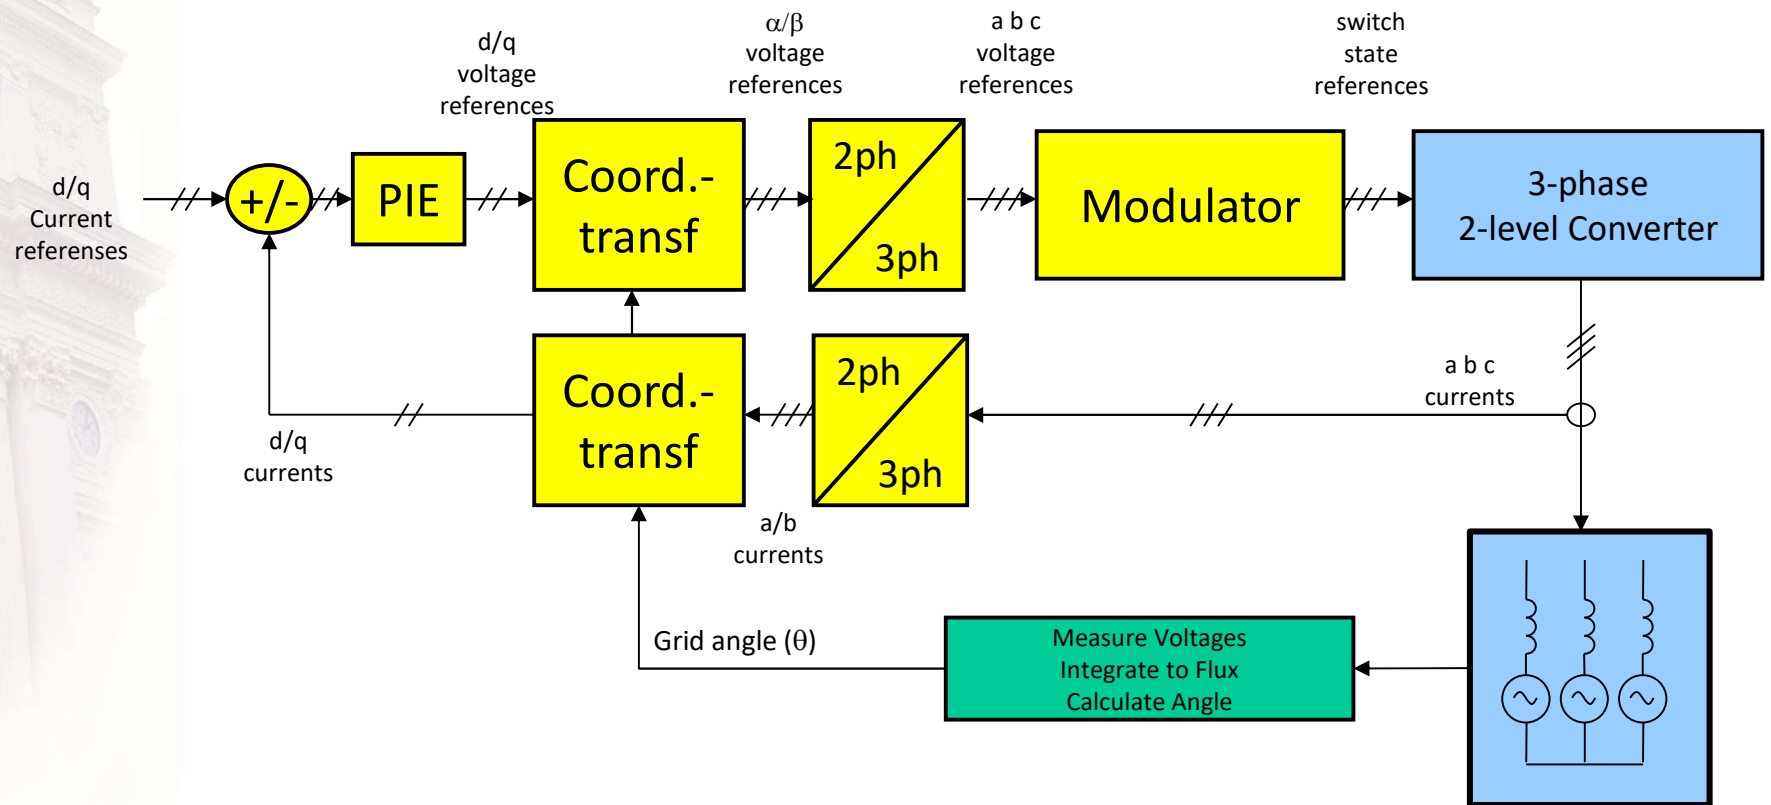 d/q
Current
referenses
+/-
PIE
d/q
voltage
references
Coord.-
transf
α/β
voltage
references
2ph
3ph
a b c
voltage
references
Modulator
switch
state
references
3-phase
2-level Converter
a b c
currents
2ph
3ph
a/b
currents
Coord.-
transf
d/q
currents
Grid angle (θ)
Measure Voltages
Integrate to Flux
Calculate Angle